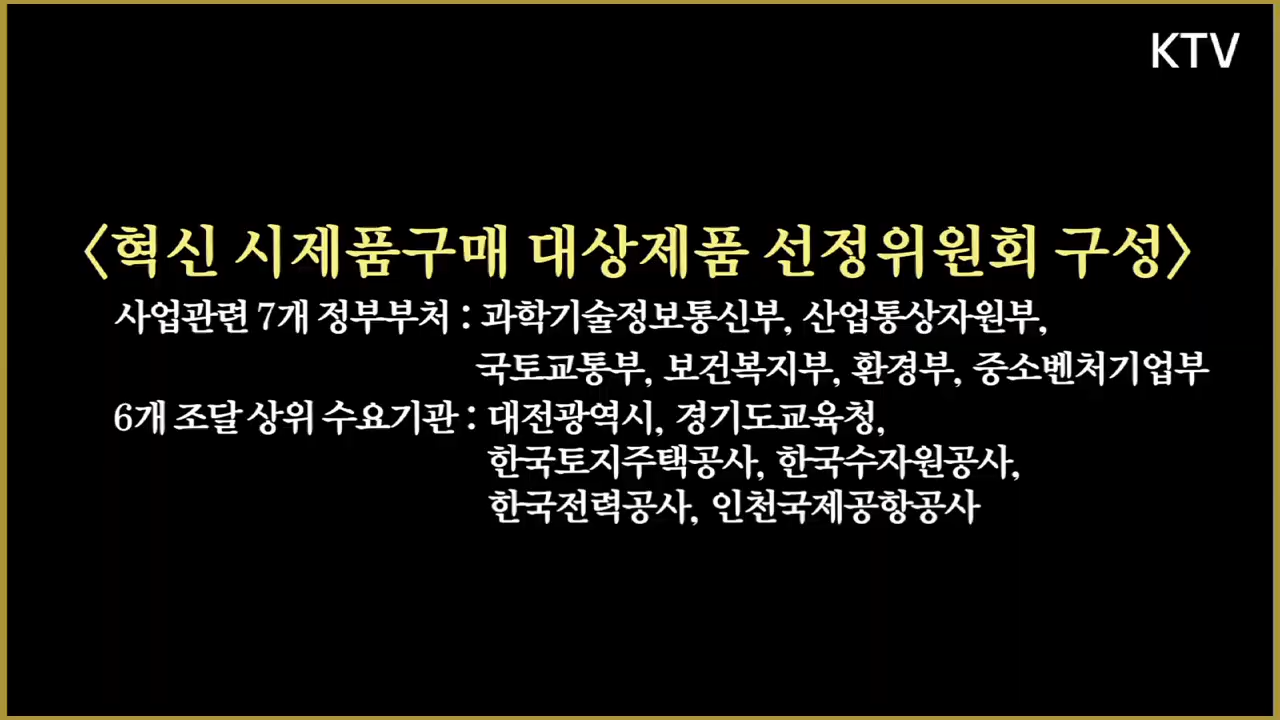 KTV
〈혁신 시제품구매 대상제품 선정위원회 구성〉
사업관련 7개 정부부처 : 과학기술정보통신부, 산업통상자원부,
국토교통부, 보건복지부, 환경부, 중소벤처기업부
6개 조달 상위 수요기관 : 대전광역시, 경기도교육청,
한국토지주택공사, 한국수자원공사,
한국전력공사, 인천국제공항공사